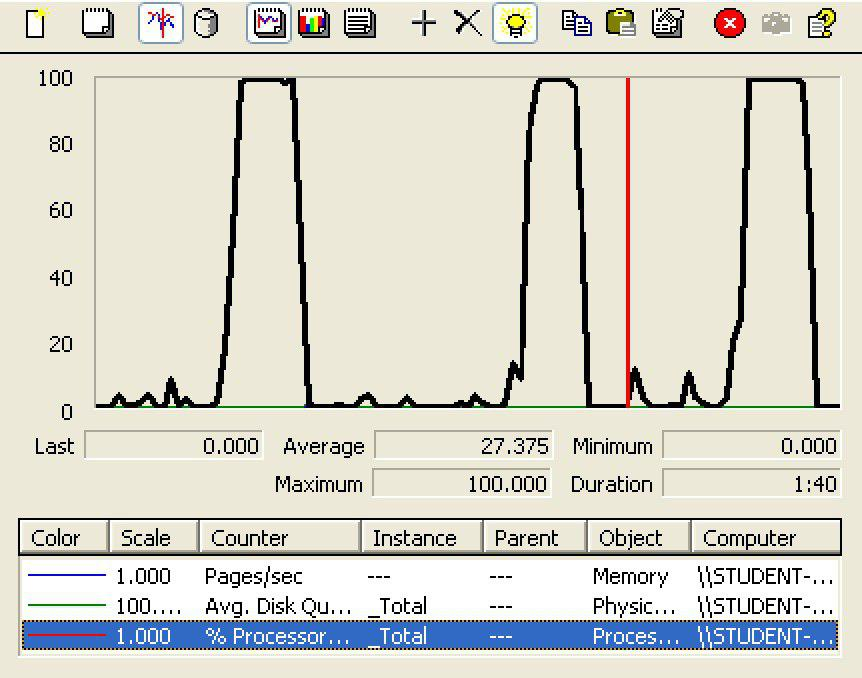 100
80
60
40
20
0
Last 0.000 Average 27.375 Minimum 0.000
Maximum 100.000 Duration 1:40
Color Scale Counter Instance Parent Object Computer
1.000 Pages/sec --- --- Memory \\STUDENT-...
100.... Avg. Disk Qu... _Total --- Physic... \\STUDENT-...
1.000 % Processor... _Total --- Proces... \\STUDENT-...